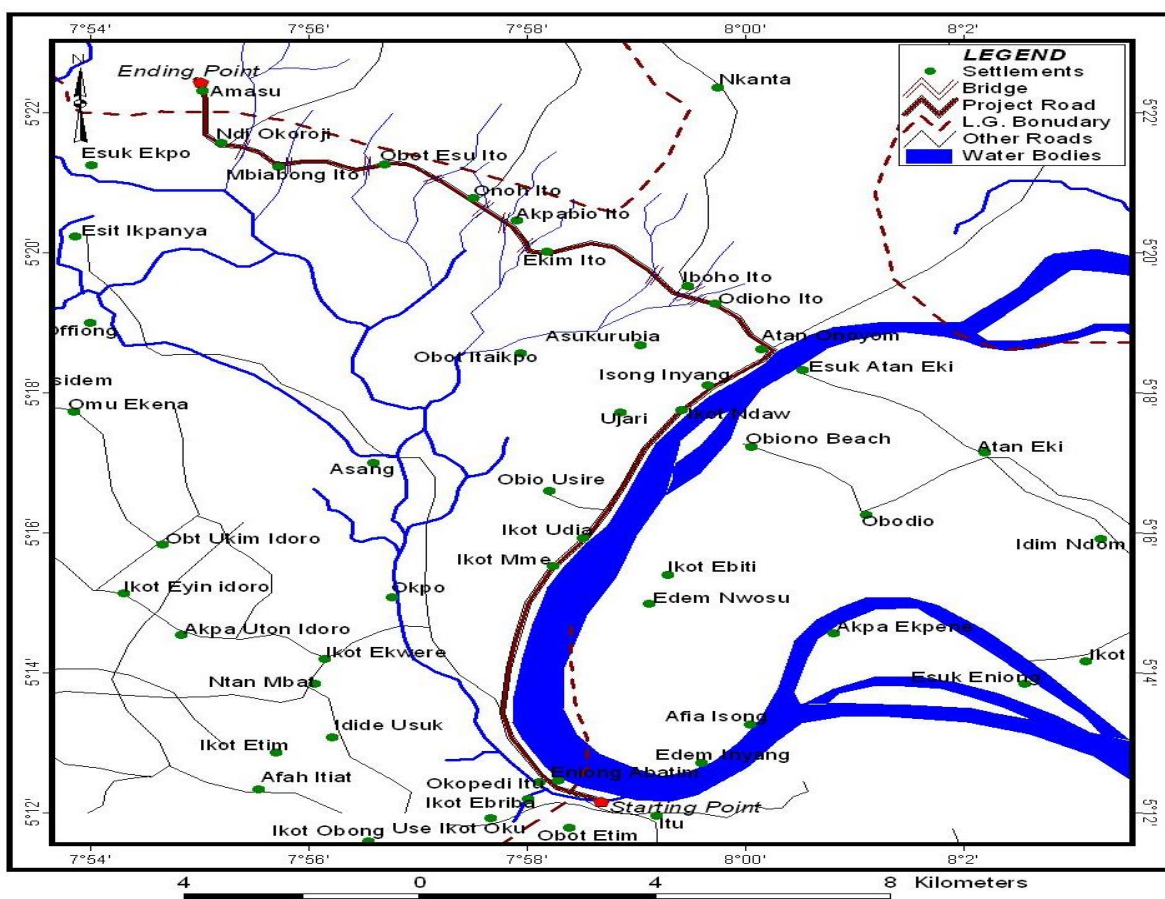 7°54' 7°56' 7°58' 8°00' 8°2'
N
LEGEND
Settlements
Bridge
Project Road
L.G. Bonudary
Other Roads
Water Bodies
Ending Point
Amasu
Nkanta
5°22' 5°22'
Ndi Okoroji
Esuk Ekpo
Mbiabong Ito
Obot Esu Ito
Onoh Ito
Akpabio Ito
Esit Ikpanya
5°20' 5°20'
Ekim Ito
Iboho Ito
Odioho Ito
Offiong
Asukurubia
Atan Onoyom
Obot Itaikpo
Esuk Atan Eki
Isong Inyang
sidem
5°18' 5°18'
Omu Ekena
Ujari
Ikot Ndaw
Obiono Beach
Atan Eki
Asang
Obio Usire
Obodio
5°16' 5°16'
Ikot Udia
Obt Ukim Idoro
Idim Ndom
Ikot Mme
Ikot Ebiti
Ikot Eyin idoro
Okpo
Edem Nwosu
Akpa Uton Idoro
Akpa Ekpene
Ikot Ekwere
Ikot
5°14' 5°14'
Ntan Mbat
Esuk Eniong
Idide Usuk
Afia Isong
Ikot Etim
Edem Inyang
Afah Itiat
Okopedi Itu
Eniong Abatim
Ikot Ebriba
Starting Point
5°12' 5°12'
Ikot Obong
Use Ikot Oku
Obot Etim
Itu
7°54' 7°56' 7°58' 8°00' 8°2'
4 0 4 8 Kilometers